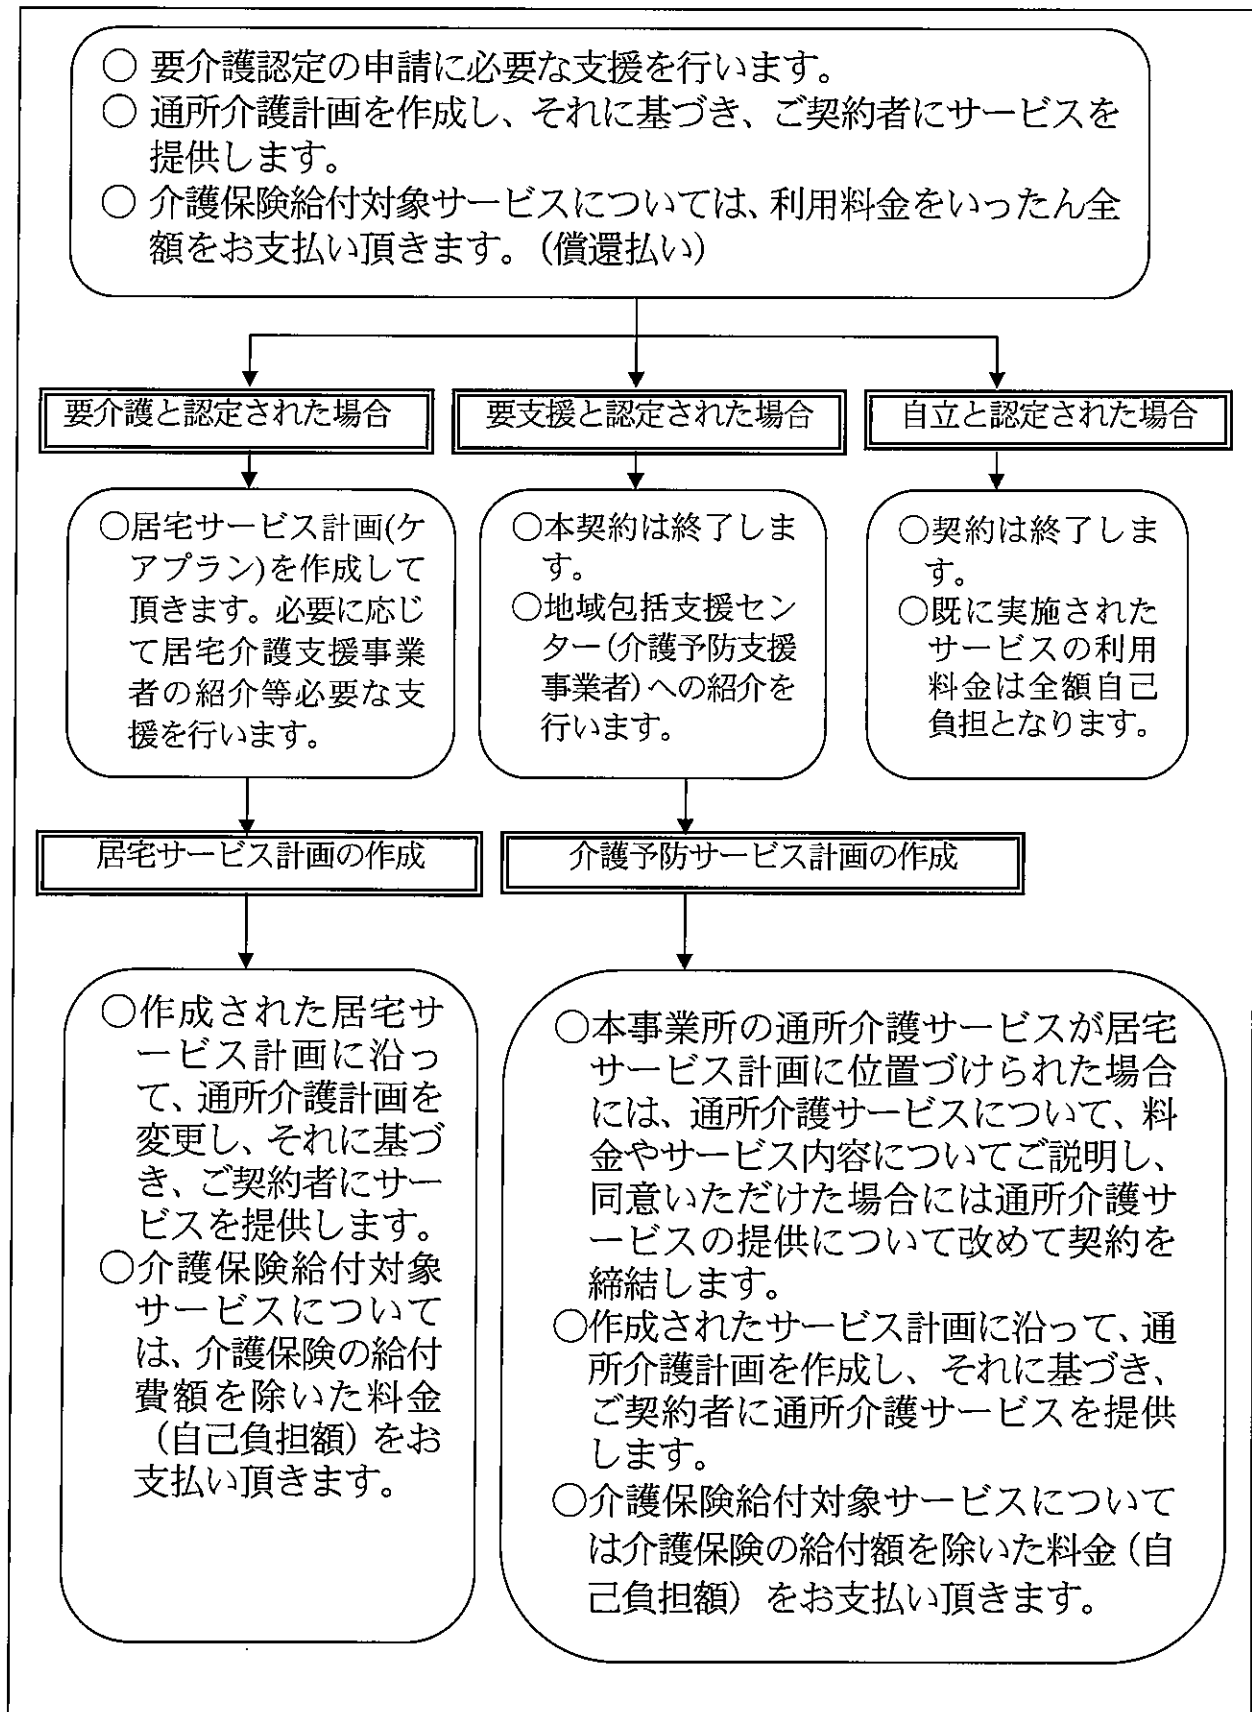 ○ 要介護認定の申請に必要な支援を行います。
○ 通所介護計画を作成し、それに基づき、ご契約者にサービスを
提供します。
○ 介護保険給付対象サービスについては、利用料金をいったん全
額をお支払い頂きます。(償還払い)
要介護と認定された場合
要支援と認定された場合
自立と認定された場合
○居宅サービス計画(ケ
アプラン)を作成して
頂きます。必要に応じ
て居宅介護支援事業
者の紹介等必要な支
援を行います。
○本契約は終了しま
す。
○地域包括支援セン
ター(介護予防支援
事業者)への紹介を
行います。
○契約は終了しま
す。
○既に実施された
サービスの利用
料金は全額自己
負担となります。
居宅サービス計画の作成
介護予防サービス計画の作成
○作成された居宅サ
ービス計画に沿っ
て、通所介護計画を
変更し、それに基づ
き、ご契約者にサー
ビスを提供します。
○介護保険給付対象
サービスについて
は、介護保険の給付
費額を除いた料金
(自己負担額)をお
支払い頂きます。
○本事業所の通所介護サービスが居宅
サービス計画に位置づけられた場合
には、通所介護サービスについて、料
金やサービス内容についてご説明し、
同意いただけた場合には通所介護サ
ービスの提供について改めて契約を
締結します。
○作成されたサービス計画に沿って、通
所介護計画を作成し、それに基づき、
ご契約者に通所介護サービスを提供
します。
○介護保険給付対象サービスについて
は介護保険の給付額を除いた料金(自
己負担額)をお支払い頂きます。